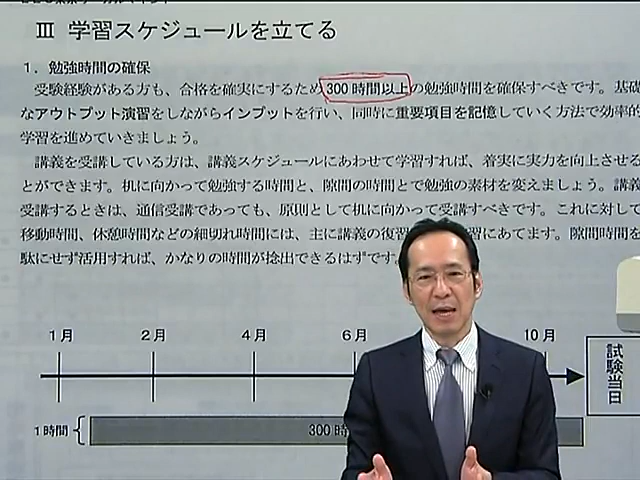 Ⅲ 学習スケジュールを立てる
1．勉強時間の確保
受験経験がある方も、合格を確実にするため300時間以上の勉強時間を確保すべきです。基礎
なアウトプット演習をしながらインプットを行い、同時に重要項目を記憶していく方法で効率的
学習を進めていきましょう。
講義を受講している方は、講義スケジュールにあわせて学習すれば、着実に実力を向上させる
とができます。机に向かって勉強する時間と、隙間の時間とで勉強の素材を変えましょう。講義
受講するときは、通信受講であっても、原則として机に向かって受講すべきです。これに対して
移動時間、休憩時間などの細切れ時間には、主に講義の復習 習にあてます。隙間時間を
駄にせず活用すれば、かなりの時間が捻出できるはずです。
1月 2月 4月 6月 10月
試験当日
1時間 300時